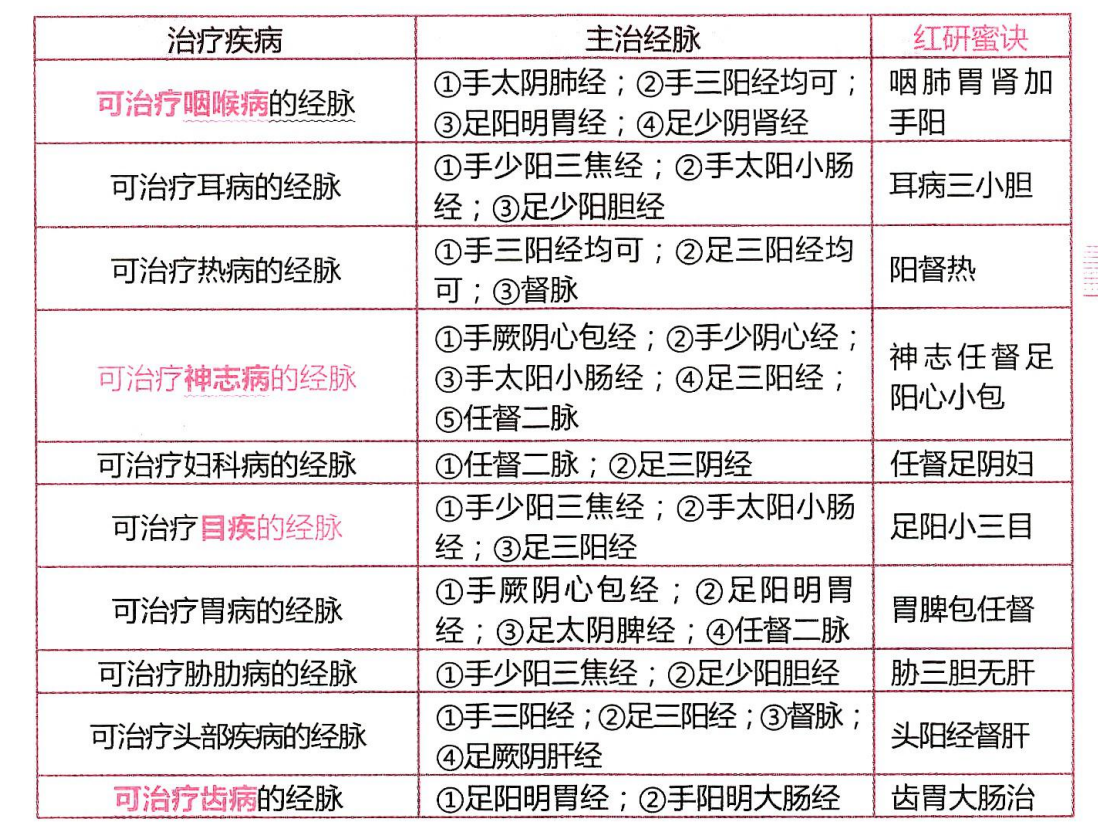 治疗疾病 主治经脉 红研蜜诀
可治疗咽喉病的经脉 ①手太阴肺经；②手三阳经均可； 咽肺胃肾加
③足阳明胃经；④足少阴肾经 手阳
可治疗耳病的经脉 ①手少阳三焦经；②手太阳小肠 耳病三小胆
经；③足少阳胆经
可治疗热病的经脉 ①手三阳经均可；②足三阳经均 阳督热
可；③督脉
可治疗神志病的经脉 ①手厥阴心包经；②手少阴心经； 神志任督足
③手太阳小肠经；④足三阳经； 阳心小包
⑤任督二脉
可治疗妇科病的经脉 ①任督二脉；②足三阴经 任督足阴妇
可治疗目疾的经脉 ①手少阳三焦经；②手太阳小肠 足阳小三目
经；③足三阳经
可治疗胃病的经脉 ①手厥阴心包经；②足阳明胃 胃脾包任督
经；③足太阴脾经；④任督二脉
可治疗胁肋病的经脉 ①手少阳三焦经；②足少阳胆经 胁三胆无肝
可治疗头部疾病的经脉 ①手三阳经；②足三阳经；③督脉； 头阳经督肝
④足厥阴肝经
可治疗齿病的经脉 ①足阳明胃经；②手阳明大肠经 齿胃大肠治